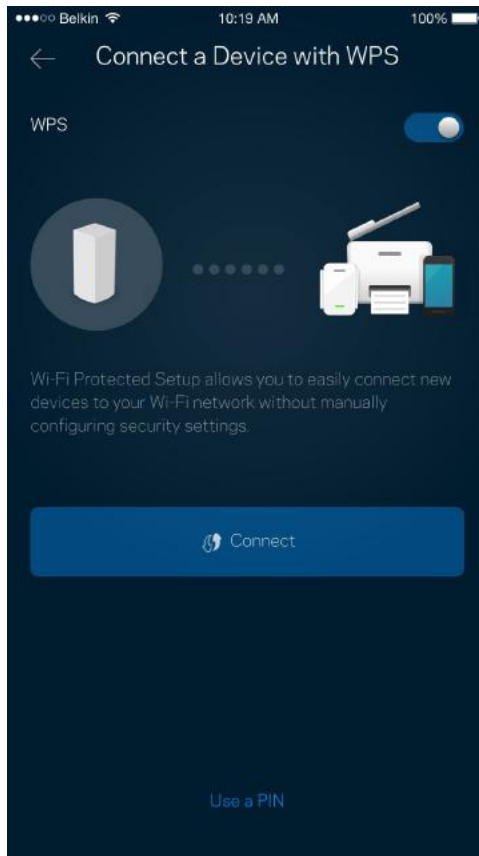 Belkin 10:19 AM 100%
Connect a Device with WPS
WPS
Wi-Fi Protected Setup allows you to easily connect new
devices to your Wi-Fi network without manually
configuring security settings.
Connect
Use a PIN